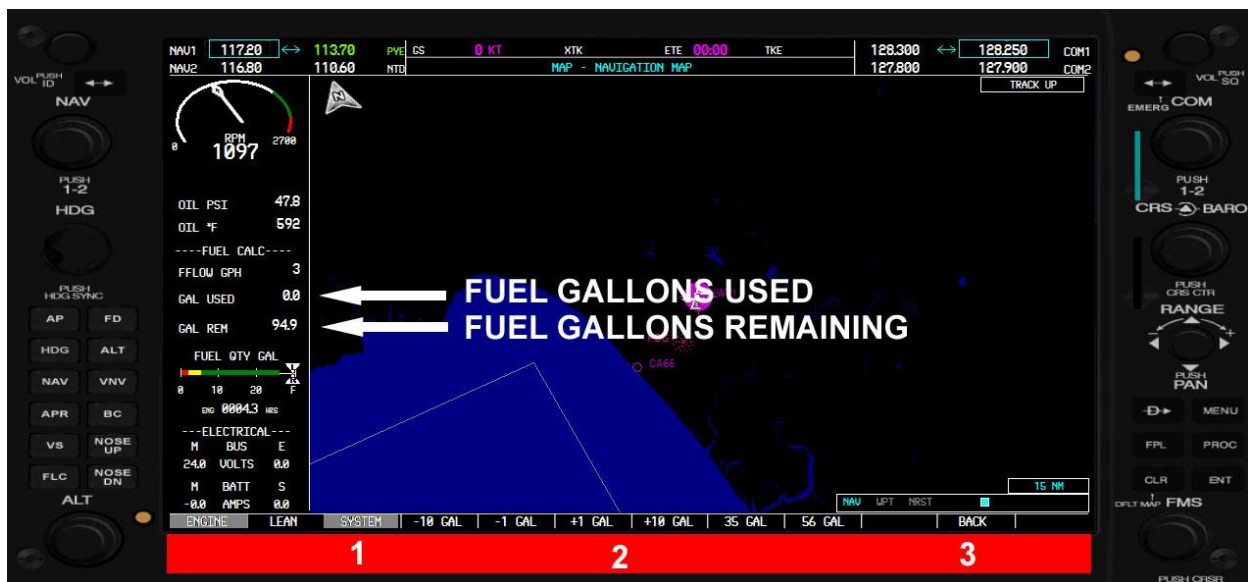 NAV1 117.20 ↔ 113.70 PYE GS 0 KT XTK ETE 00:00 TKE 128.300 ↔ 128.250 COM1
NAV2 116.80 110.60 NTD MAP - NAVIGATION MAP 127.800 127.900 COM2
TRACK UP
N
RPM
0 1097 2700
OIL PSI 47.8
OIL °F 592
----FUEL CALC----
FFLOW GPH 3
GAL USED 0.0
GAL REM 94.9
FUEL QTY GAL
0 10 20 F
ENG 0004.3 HRS
---ELECTRICAL---
M BUS E
24.0 VOLTS 0.0
M BATT S
-0.0 AMPS 0.0
FUEL GALLONS USED
FUEL GALLONS REMAINING
CA66
15 NM
NAV WPT NRST
ENGINE LEAN SYSTEM -10 GAL -1 GAL +1 GAL +10 GAL 35 GAL 56 GAL BACK
1 2 3
VOL PUSH ID
NAV
PUSH
1-2
HDG
PUSH
HDG SYNC
AP FD
HDG ALT
NAV VNV
APR BC
VS NOSE UP
FLC NOSE DN
ALT
VOL PUSH SQ
EMERG COM
PUSH
1-2
CRS BARO
PUSH
CRS CTR
RANGE
- +
PUSH
PAN
D MENU
FPL PROC
CLR ENT
DFLT MAP FMS
PUSH CRSR